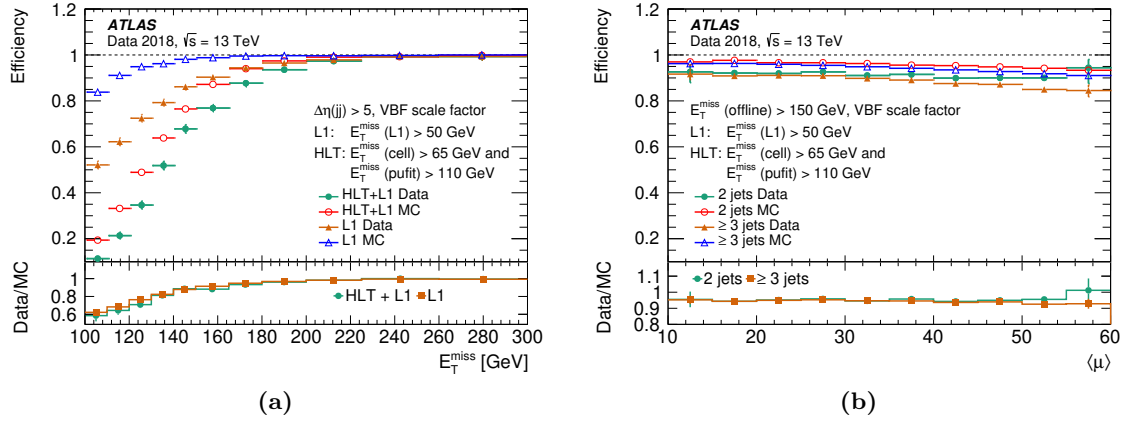 ATLAS
Data 2018, √s = 13 TeV
Efficiency
1
0.8
0.6
0.4
0.2
Δη(jj) > 5, VBF scale factor
L1: E_T^miss (L1) > 50 GeV
HLT: E_T^miss (cell) > 65 GeV and
E_T^miss (pufit) > 110 GeV
HLT+L1 Data
HLT+L1 MC
L1 Data
L1 MC
Data/MC
1.0
0.8
0.6
HLT + L1 L1
100 120 140 160 180 200 220 240 260 280 300
E_T^miss [GeV]
(a)
ATLAS
Data 2018, √s = 13 TeV
Efficiency
1
0.8
0.6
0.4
0.2
E_T^miss (offline) > 150 GeV, VBF scale factor
L1: E_T^miss (L1) > 50 GeV
HLT: E_T^miss (cell) > 65 GeV and
E_T^miss (pufit) > 110 GeV
2 jets Data
2 jets MC
≥ 3 jets Data
≥ 3 jets MC
Data/MC
1.1
1.0
0.9
0.8
2 jets ≥ 3 jets
10 20 30 40 50 60
⟨μ⟩
(b)